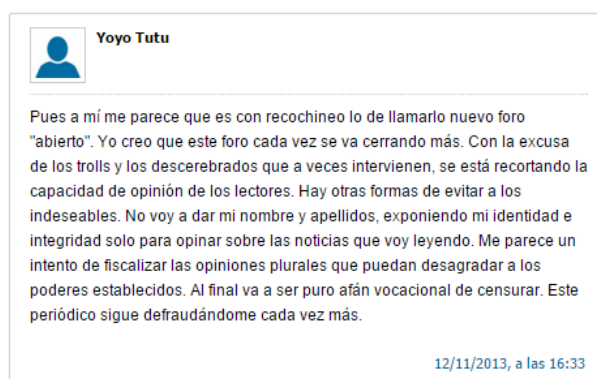 Yoyo Tutu
Pues a mí me parece que es con recochineo lo de llamarlo nuevo foro
"abierto". Yo creo que este foro cada vez se va cerrando más. Con la excusa
de los trolls y los descerebrados que a veces intervienen, se está recortando la
capacidad de opinión de los lectores. Hay otras formas de evitar a los
indeseables. No voy a dar mi nombre y apellidos, exponiendo mi identidad e
integridad solo para opinar sobre las noticias que voy leyendo. Me parece un
intento de fiscalizar las opiniones plurales que puedan desagradar a los
poderes establecidos. Al final va a ser puro afán vocacional de censurar. Este
periódico sigue defraudándome cada vez más.
12/11/2013, a las 16:33